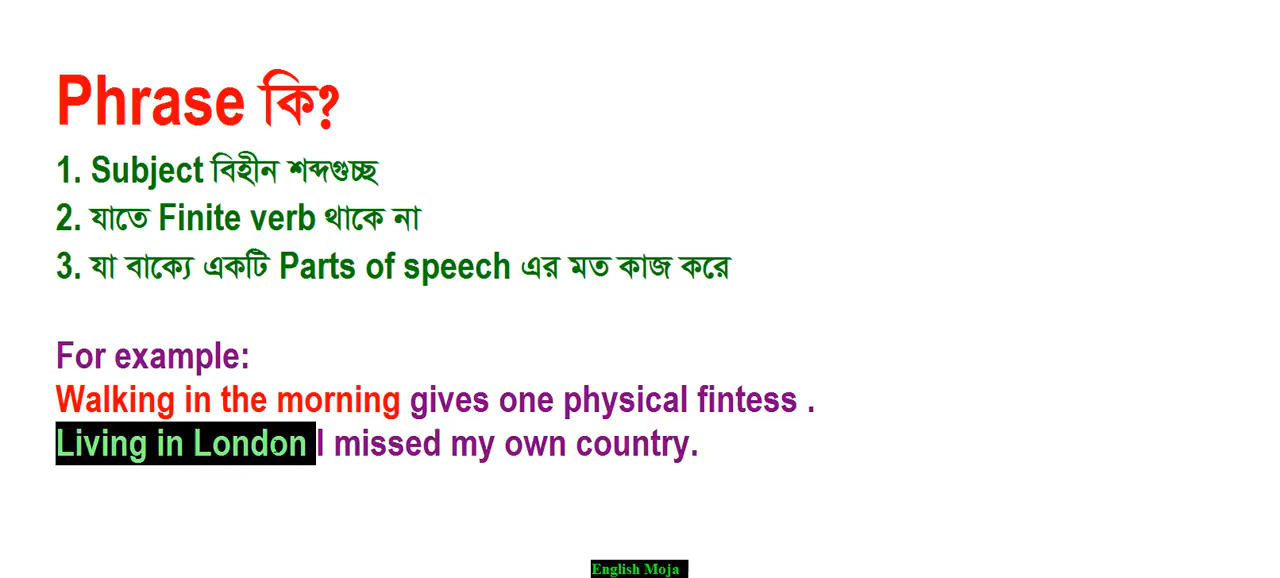 Phrase কি?
1. Subject বিহীন শব্দগুচ্ছ
2. যাতে Finite verb থাকে না
3. যা বাক্যে একটি Parts of speech এর মত কাজ করে
For example:
Walking in the morning gives one physical fintess .
Living in London I missed my own country.
English Moja